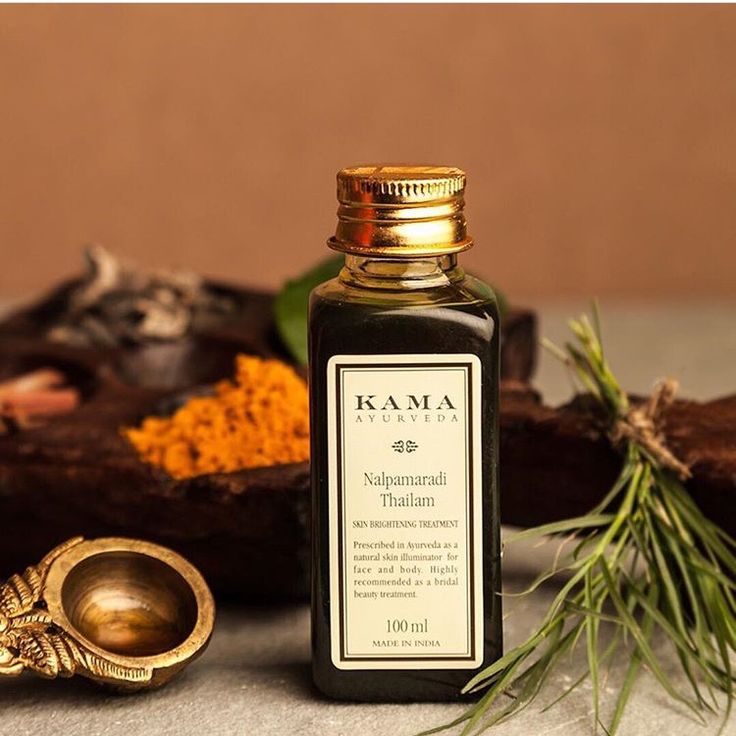 KAMA
AYURVEDA
Nalpamaradi
Thailam
SKIN BRIGHTENING TREATMENT
Prescribed in Ayurveda as a
natural skin illuminator for
face and body. Highly
recommended as a bridal
beauty treatment.
100 ml
MADE IN INDIA